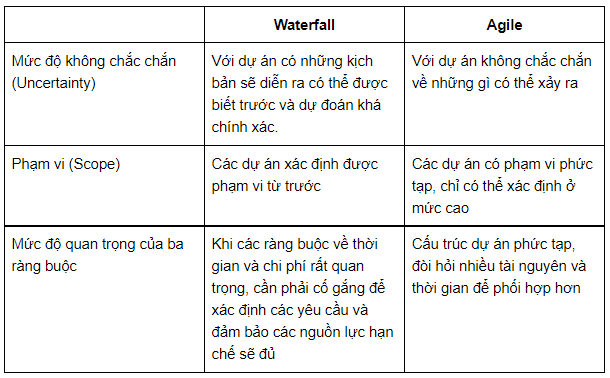 Waterfall
Agile
Mức độ không chắc chắn
(Uncertainty)
Với dự án có những kịch
bản sẽ diễn ra có thể được
biết trước và dự đoán khá
chính xác.
Với dự án không chắc chắn
về những gì có thể xảy ra
Phạm vi (Scope)
Các dự án xác định được
phạm vi từ trước
Các dự án có phạm vi phức
tạp, chỉ có thể xác định ở
mức cao
Mức độ quan trọng của ba
ràng buộc
Khi các ràng buộc về thời
gian và chi phí rất quan
trọng, cần phải cố gắng để
xác định các yêu cầu và
đảm bảo các nguồn lực hạn
chế sẽ đủ
Cấu trúc dự án phức tạp,
đòi hỏi nhiều tài nguyên và
thời gian để phối hợp hơn